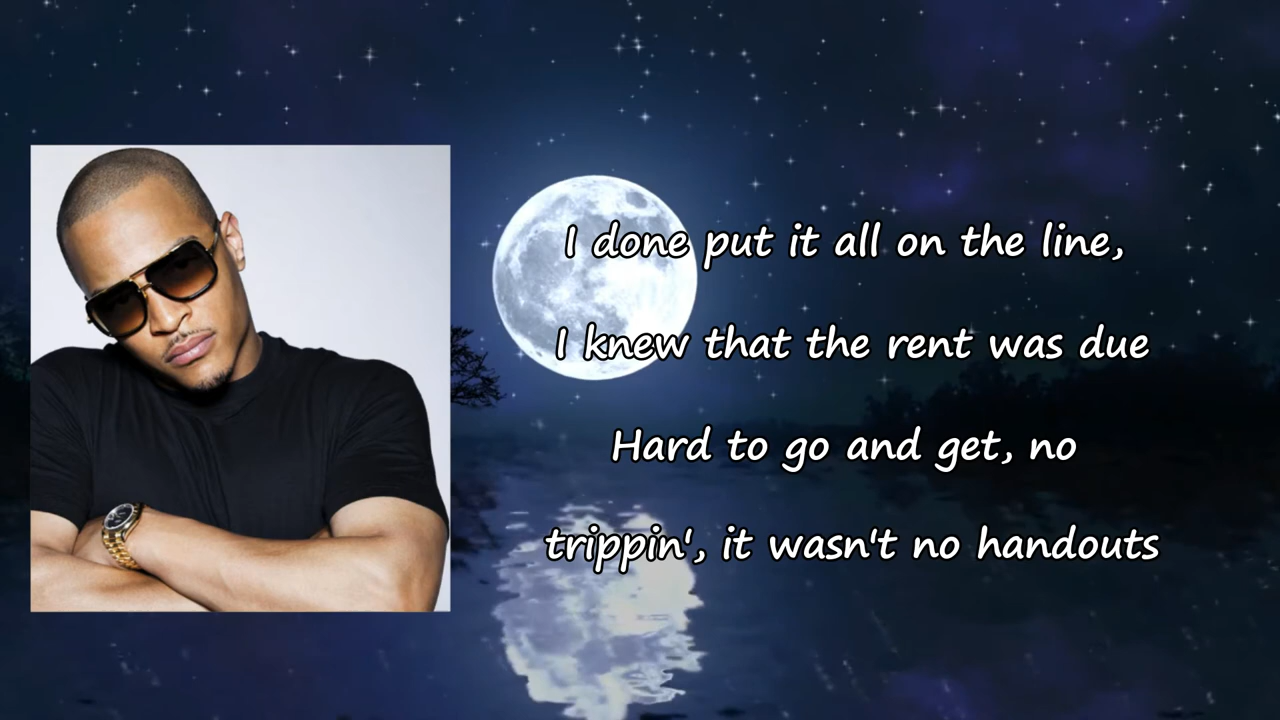 I done put it all on the line,
I knew that the rent was due
Hard to go and get, no
trippin', it wasn't no handouts